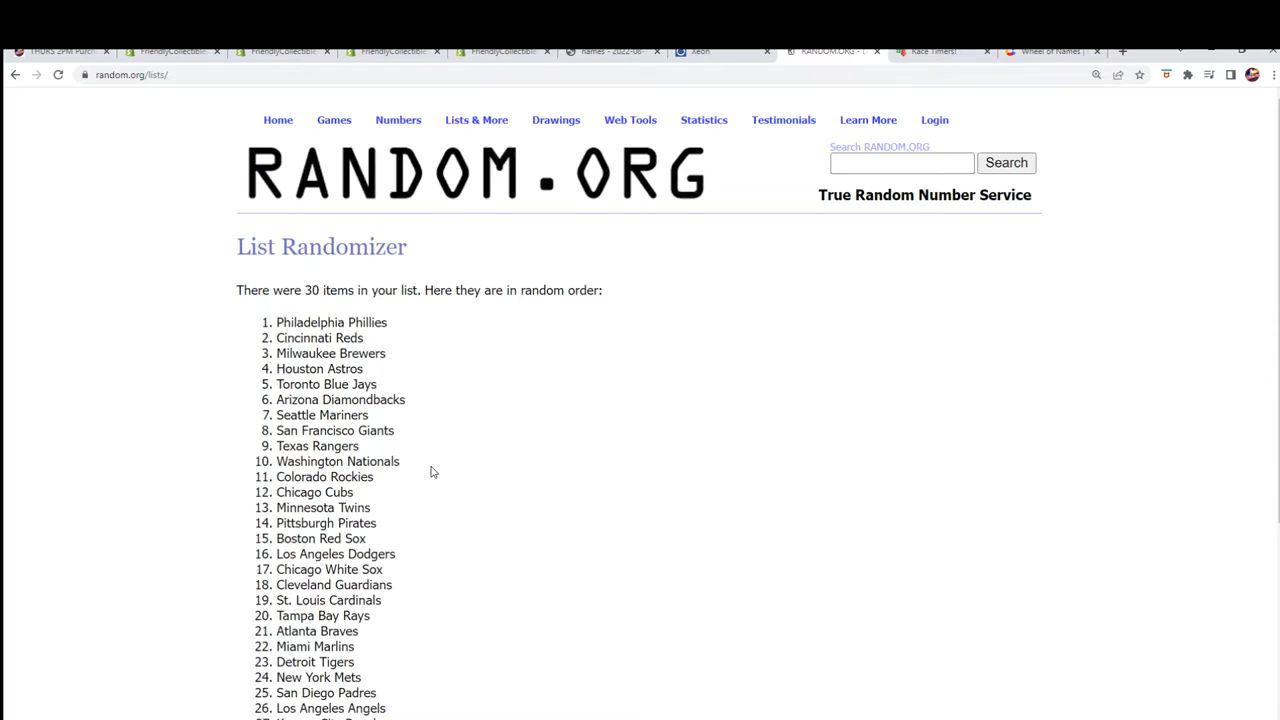 THURS 2PM Purch
FriendlyCollectible
FriendlyCollectible
FriendlyCollectible
FriendlyCollectible
names - 2022-08-
Xeon
RANDOM.ORG - L
Race Timers!
Wheel of Names |
random.org/lists/
Home Games Numbers Lists & More Drawings Web Tools Statistics Testimonials Learn More Login
RANDOM.ORG
Search RANDOM.ORG
Search
True Random Number Service
List Randomizer
There were 30 items in your list. Here they are in random order:
1. Philadelphia Phillies
2. Cincinnati Reds
3. Milwaukee Brewers
4. Houston Astros
5. Toronto Blue Jays
6. Arizona Diamondbacks
7. Seattle Mariners
8. San Francisco Giants
9. Texas Rangers
10. Washington Nationals
11. Colorado Rockies
12. Chicago Cubs
13. Minnesota Twins
14. Pittsburgh Pirates
15. Boston Red Sox
16. Los Angeles Dodgers
17. Chicago White Sox
18. Cleveland Guardians
19. St. Louis Cardinals
20. Tampa Bay Rays
21. Atlanta Braves
22. Miami Marlins
23. Detroit Tigers
24. New York Mets
25. San Diego Padres
26. Los Angeles Angels